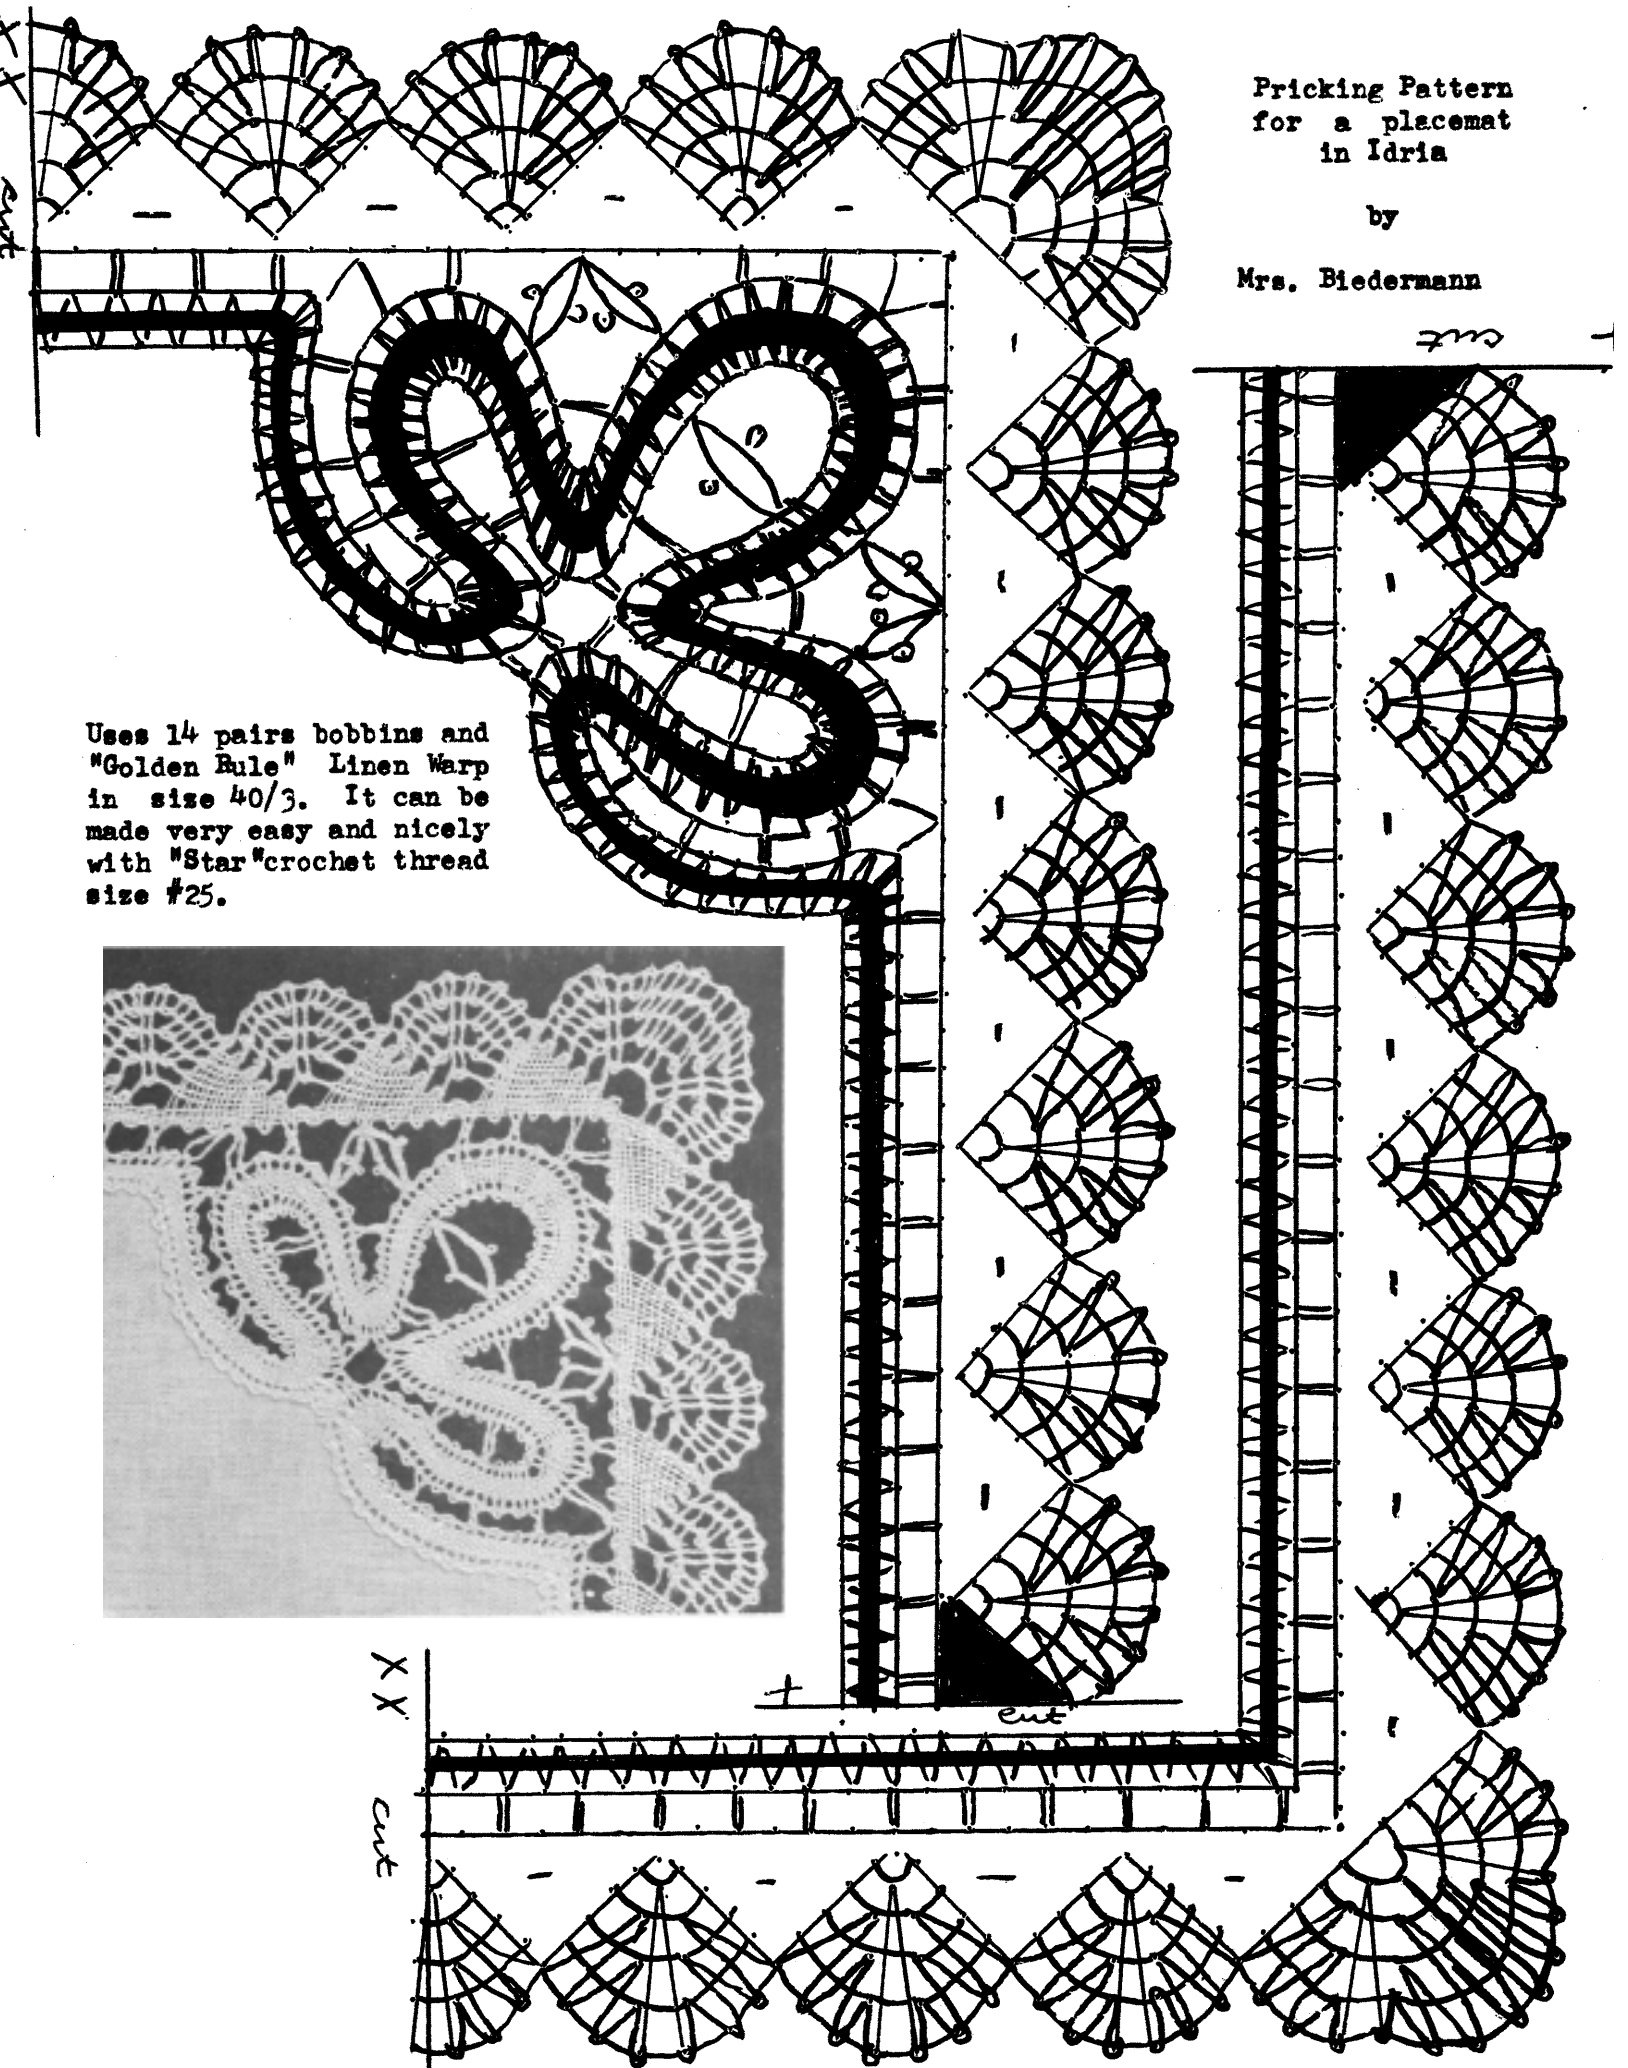 Pricking Pattern
for a placemat
in Idria
by
Mrs. Biedermann
cut
cut
Uses 14 pairs bobbins and
"Golden Rule" Linen Warp
in size 40/3. It can be
made very easy and nicely
with "Star"crochet thread
size #25.
XX
cut
cut